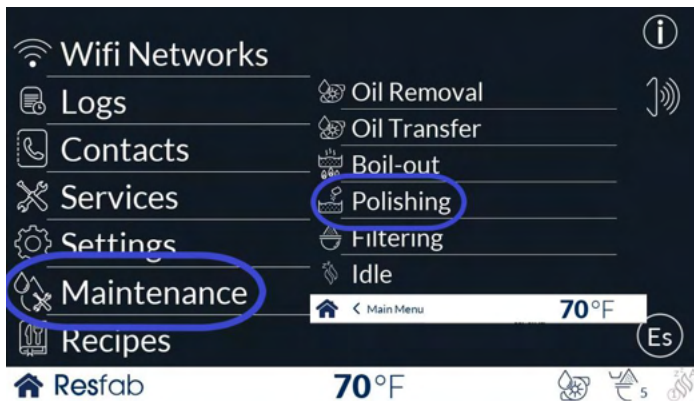 Wifi Networks
Logs
Contacts
Services
Settings
Maintenance
Recipes
Oil Removal
Oil Transfer
Boil-out
Polishing
Filtering
Idle
< Main Menu 70°F
i
Es
Resfab 70°F 5